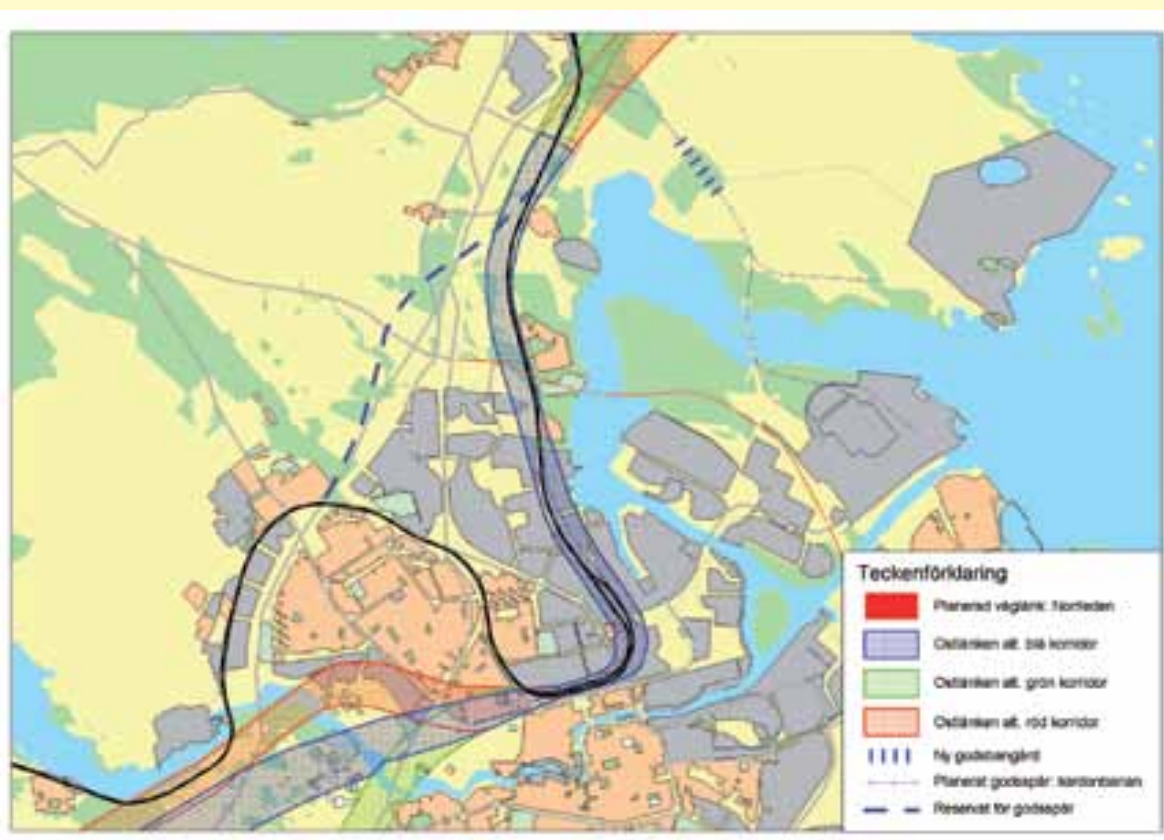 Teckenförklaring
Planerad väglänk: Norrleden
Ostlänken alt. blå korridor
Ostlänken alt. grön korridor
Ostlänken alt. röd korridor
Ny godsbangård
Planerat godsspår: kardonbanan
Reservat för godsspår